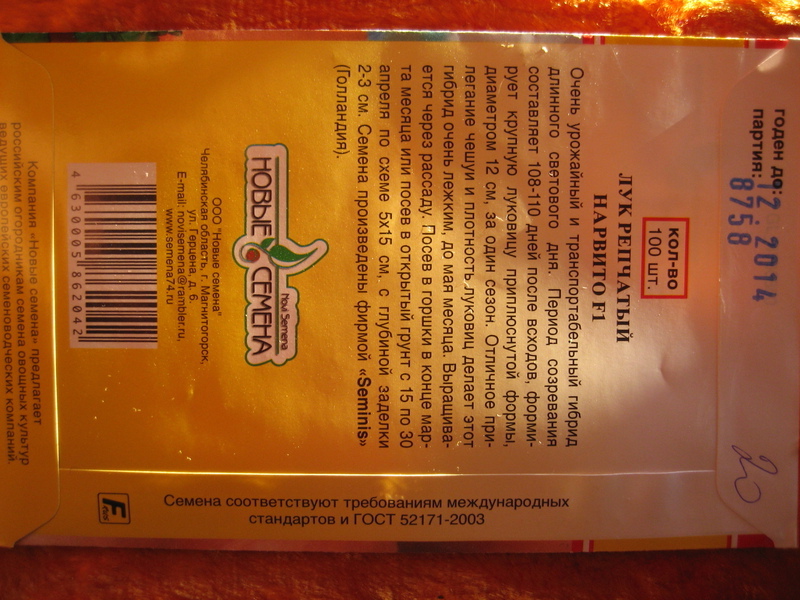 годен до: 12.2014
партия: 8758
20
КОЛ-ВО
100 шт.
ЛУК РЕПЧАТЫЙ
НАРВИТО F1
Очень урожайный и транспортабельный гибрид
длинного светового дня. Период созревания
составляет 108-110 дней после всходов, форми-
рует крупную луковицу приплюснутой формы,
диаметром 12 см, за один сезон. Отличное при-
легание чешуи и плотность луковиц делает этот
гибрид очень лежким, до мая месяца. Выращива-
ется через рассаду. Посев в горшки в конце мар-
та месяца или посев в открытый грунт с 15 по 30
апреля по схеме 5х15 см, с глубиной заделки
2-3 см. Семена произведены фирмой «Seminis»
(Голландия).
НОВЫЕ СЕМЕНА
Novi Semena
ООО "Новые семена"
Челябинская область, г. Магнитогорск,
ул. Герцена, д. 6.
E-mail: novisemena@rambler.ru,
www.semena74.ru
4 630005 862042
Компания «Новые семена» предлагает
российским огородникам семена овощных культур
ведущих европейских семеноводческих компаний.
Семена соответствуют требованиям международных
стандартов и ГОСТ 52171-2003